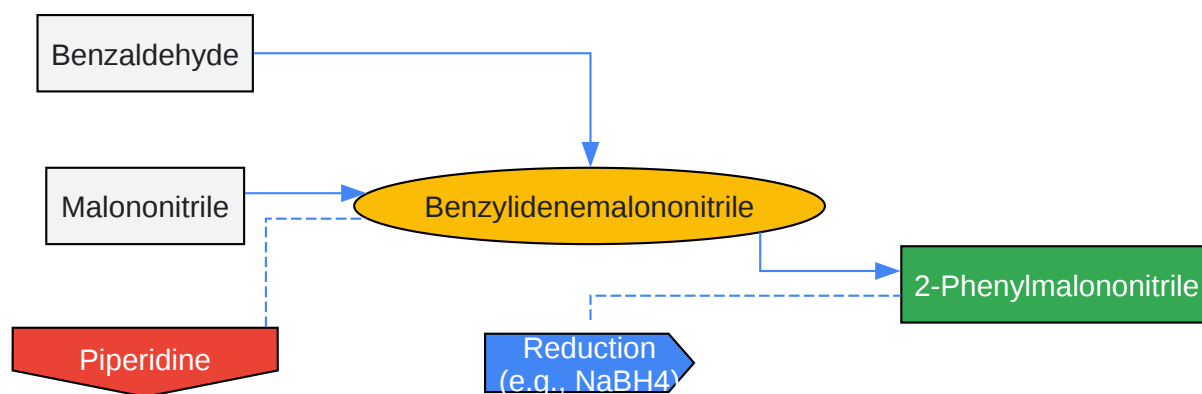 Benzaldehyde
Malononitrile
Benzylidenemalononitrile
2-Phenylmalononitrile
Piperidine
Reduction
(e.g., NaBH4)